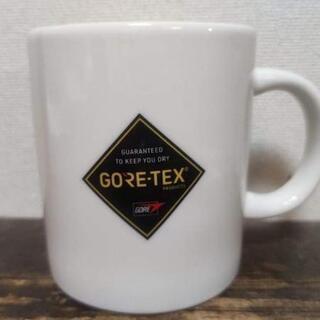 GUARANTEED
TO KEEP YOU DRY
GORE-TEX®
PRODUCTS
GORE